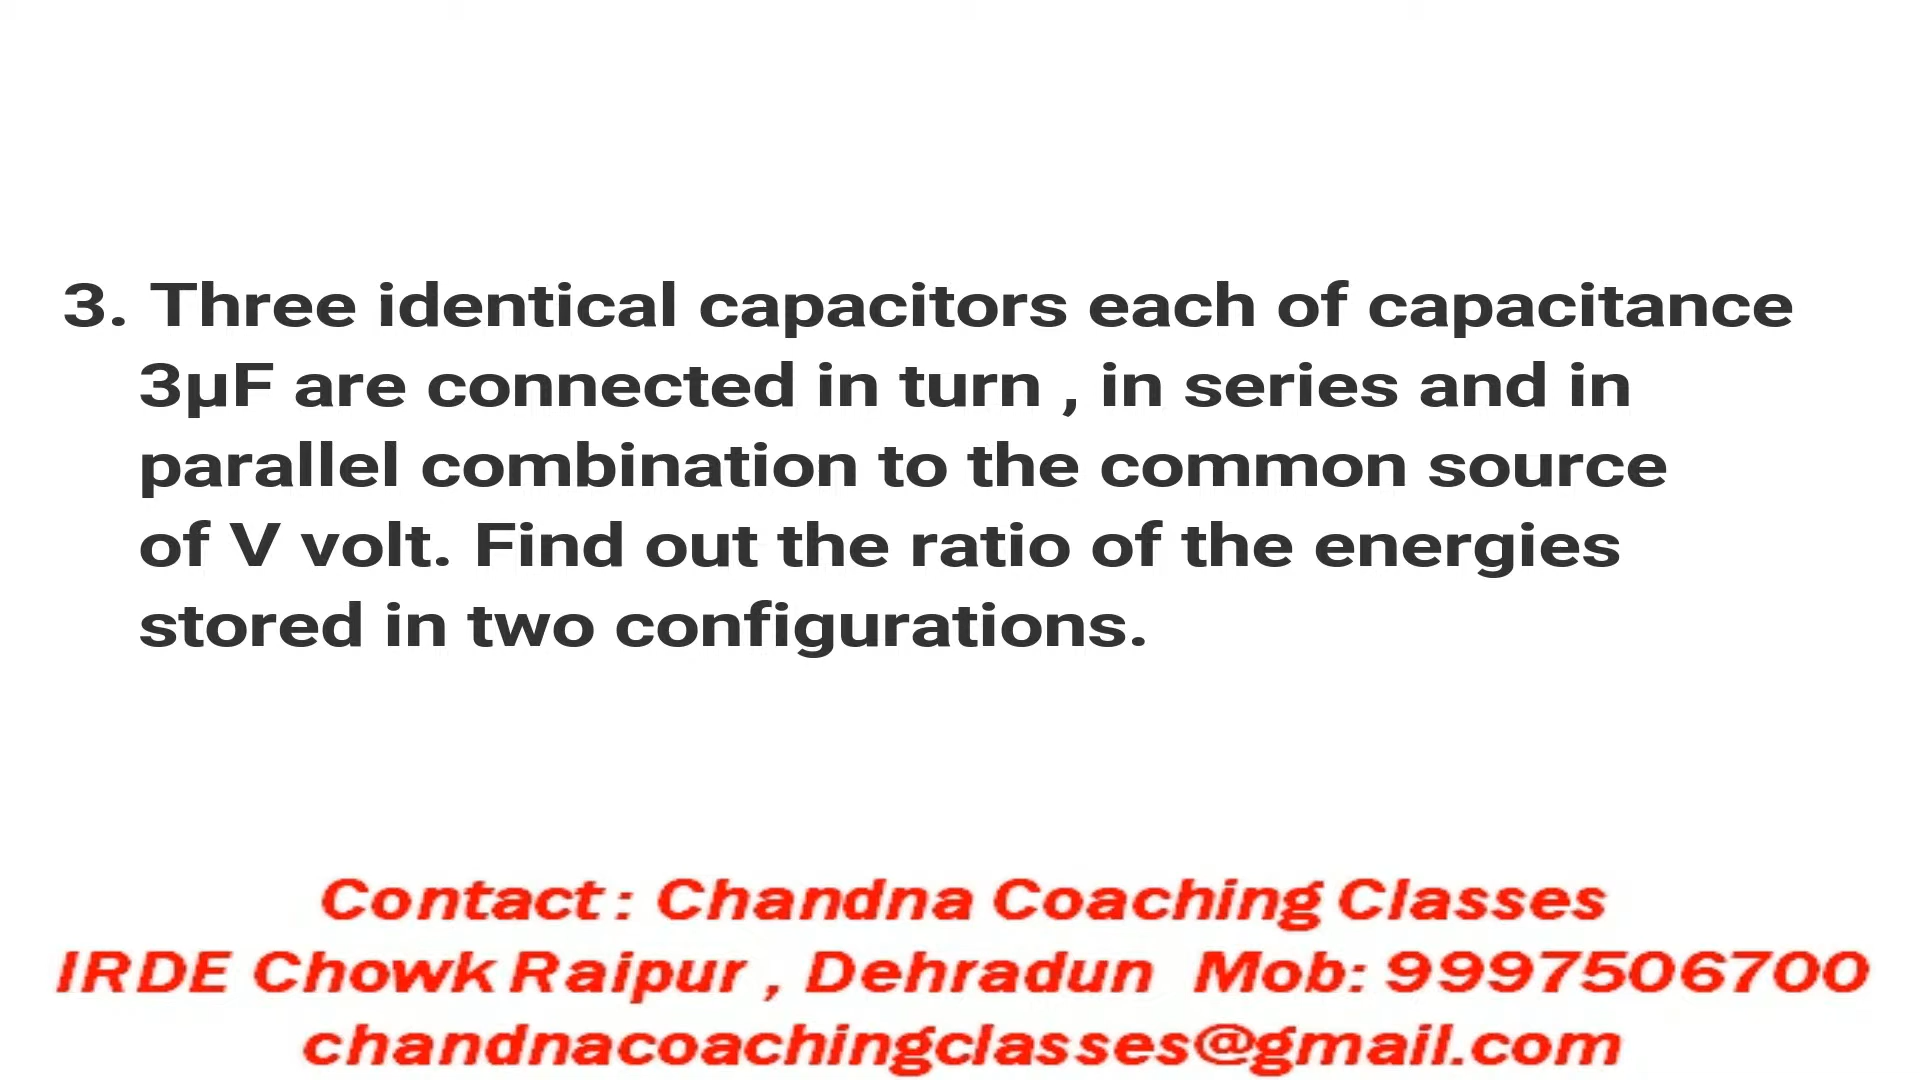 3. Three identical capacitors each of capacitance
3µF are connected in turn , in series and in
parallel combination to the common source
of V volt. Find out the ratio of the energies
stored in two configurations.
Contact : Chandna Coaching Classes
IRDE Chowk Raipur , Dehradun Mob: 9997506700
chandnacoachingclasses@gmail.com